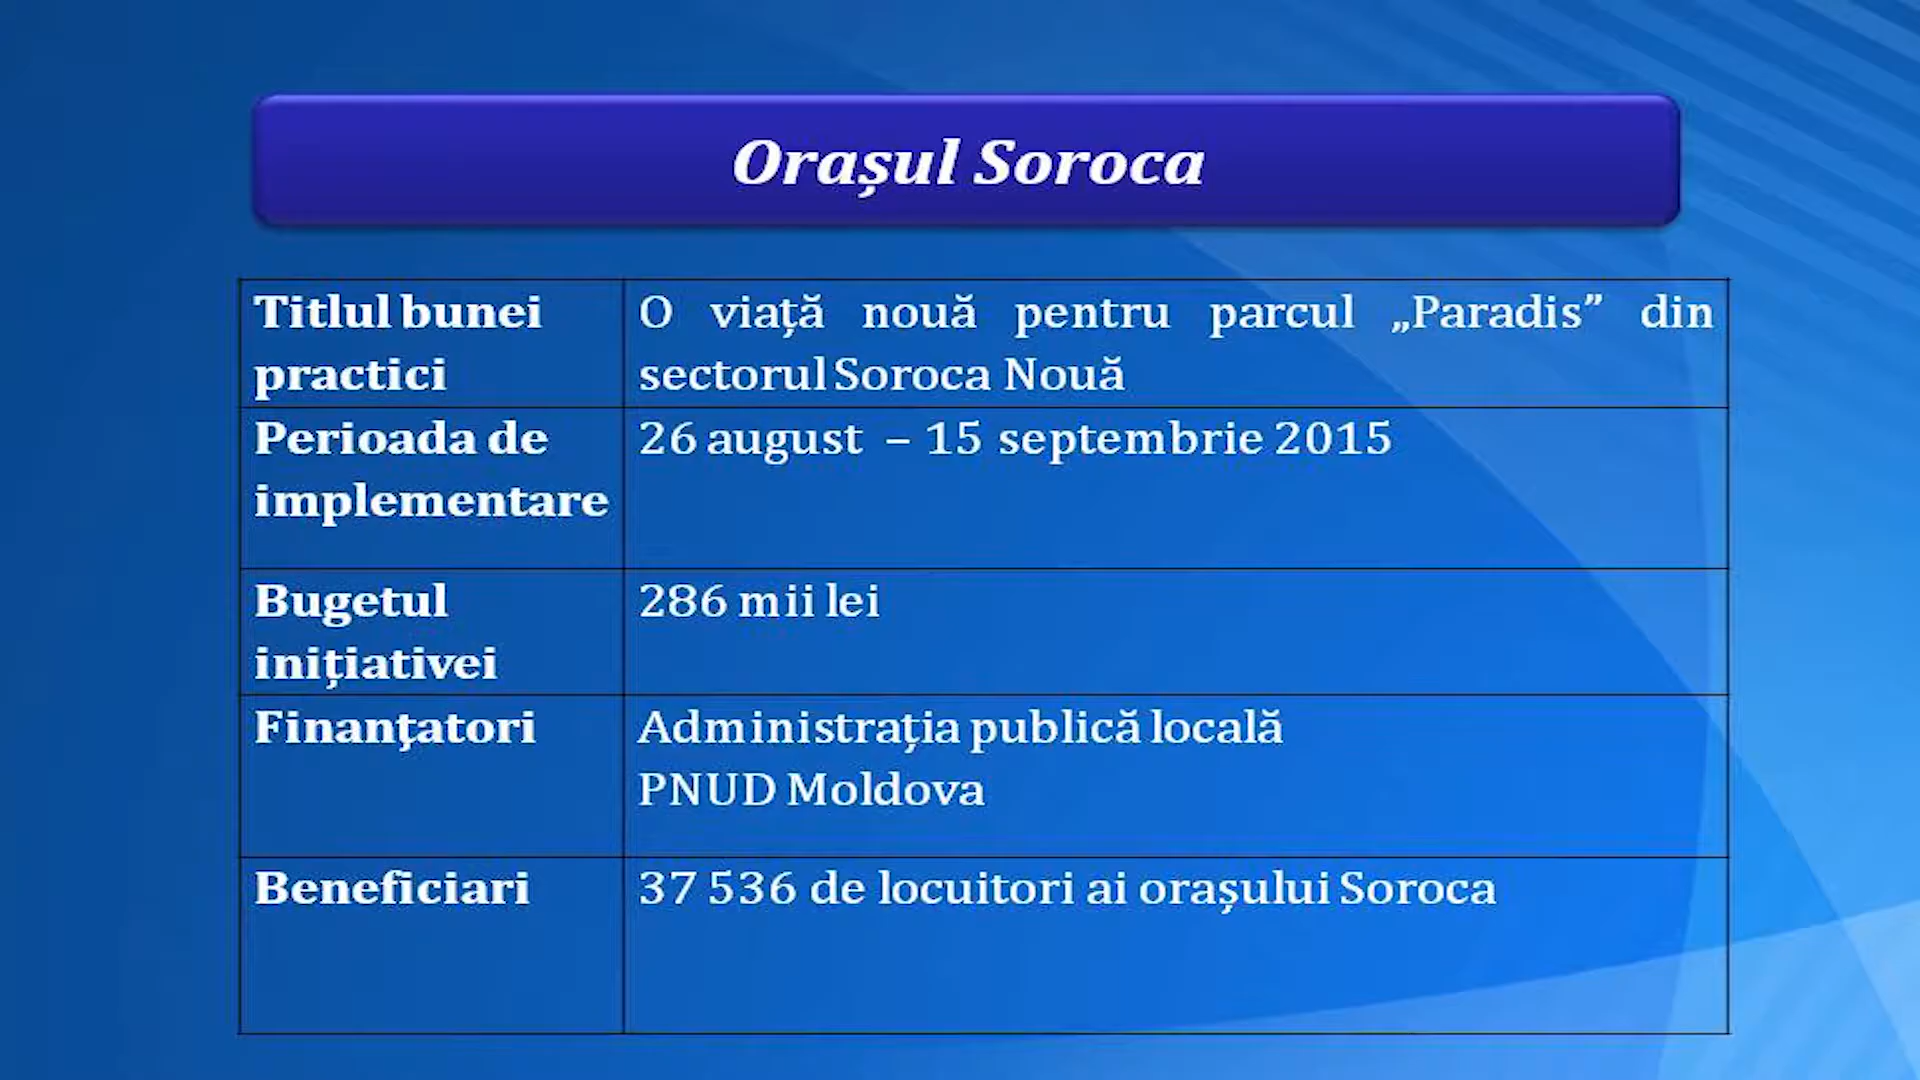 Orașul Soroca
Titlul bunei
practici
O viață nouă pentru parcul „Paradis” din
sectorul Soroca Nouă
Perioada de
implementare
26 august – 15 septembrie 2015
Bugetul
inițiativei
286 mii lei
Finanţatori
Administrația publică locală
PNUD Moldova
Beneficiari
37 536 de locuitori ai orașului Soroca